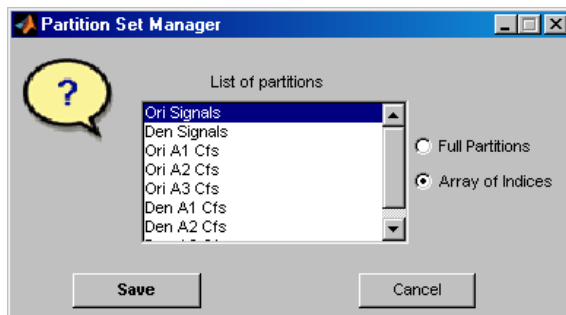 Partition Set Manager
?
List of partitions
Ori Signals
Den Signals
Ori A1 Cfs
Ori A2 Cfs
Ori A3 Cfs
Den A1 Cfs
Den A2 Cfs
Full Partitions
Array of Indices
Save
Cancel